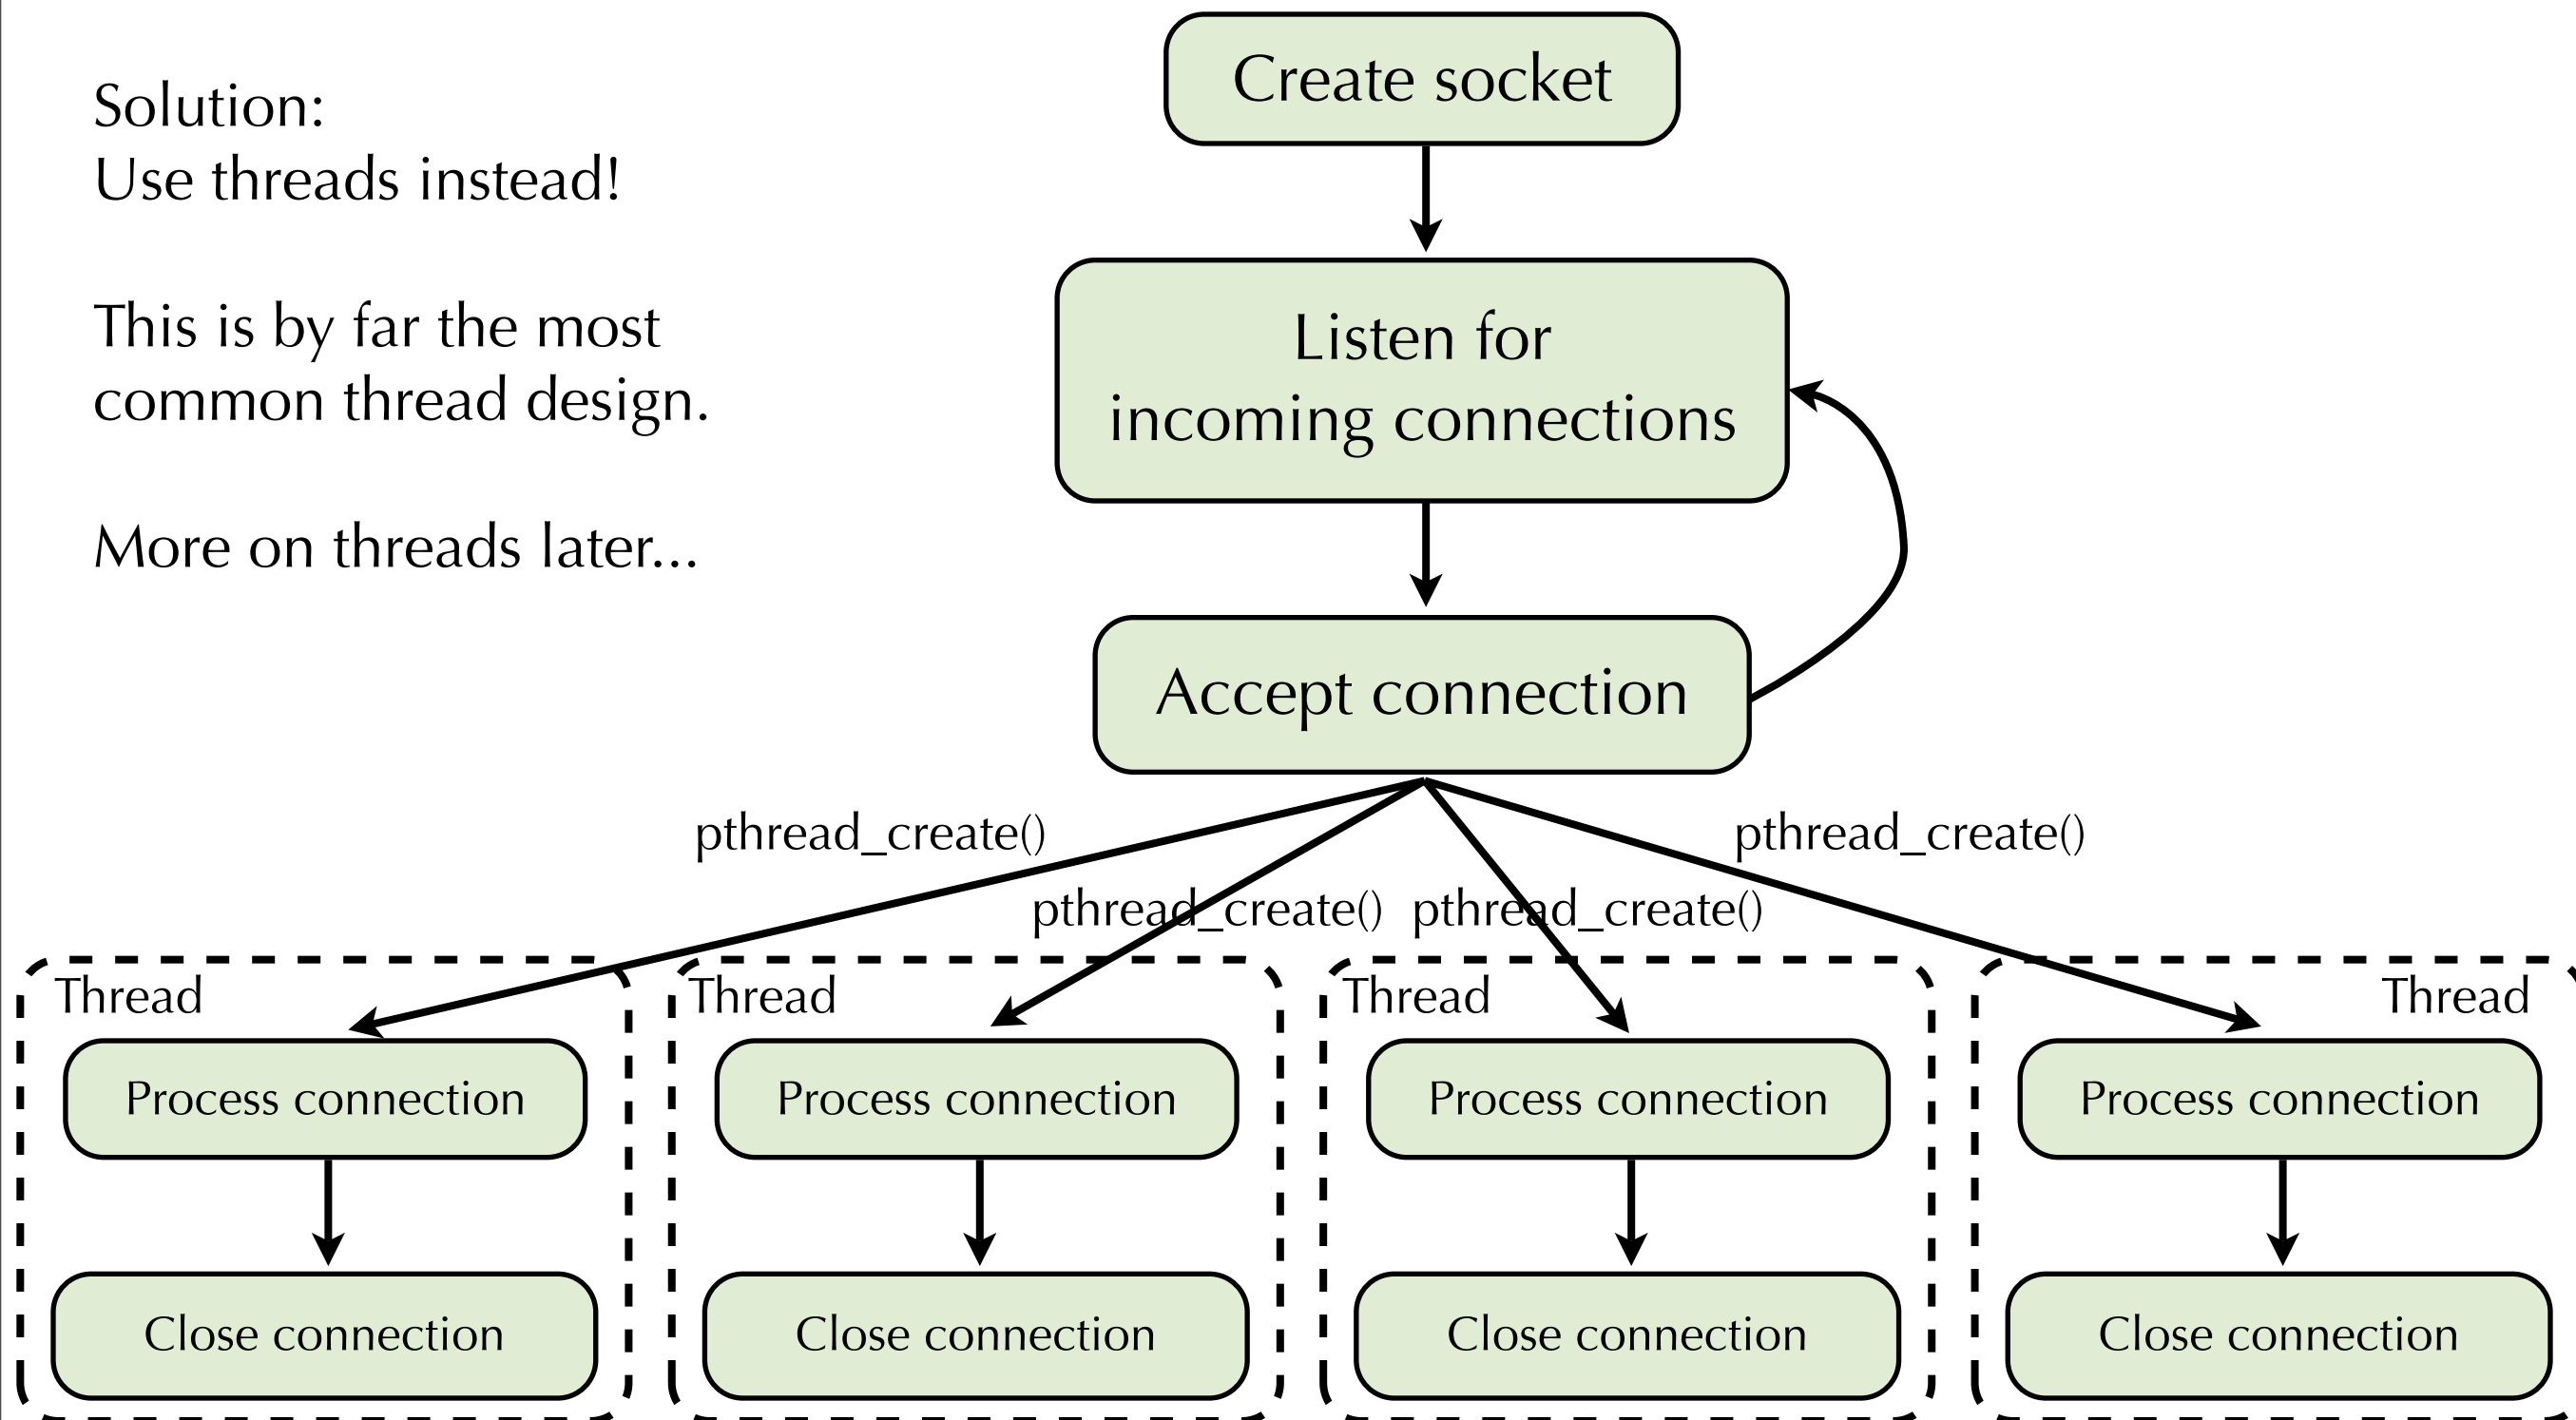 Solution:
Use threads instead!
This is by far the most
common thread design.
More on threads later...
Create socket
Listen for
incoming connections
Accept connection
pthread_create()
pthread_create()
pthread_create()
pthread_create()
Thread
Thread
Thread
Thread
Process connection
Process connection
Process connection
Process connection
Close connection
Close connection
Close connection
Close connection